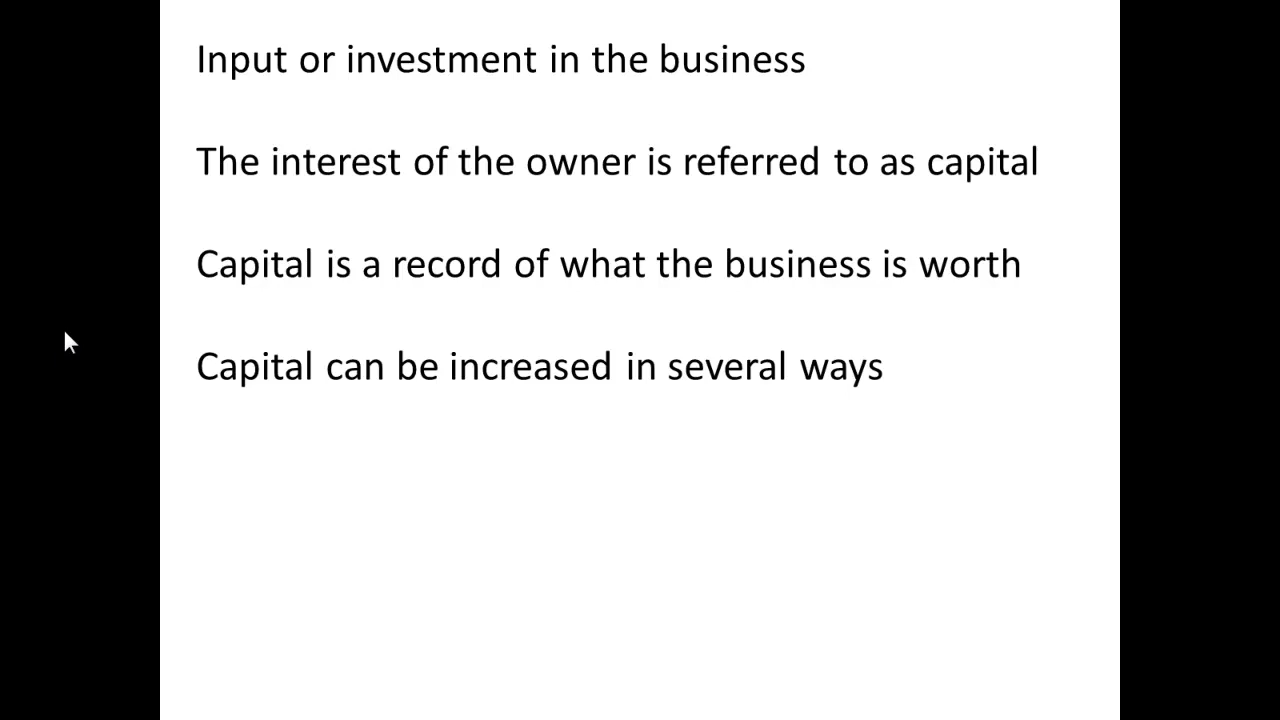 Input or investment in the business
The interest of the owner is referred to as capital
Capital is a record of what the business is worth
Capital can be increased in several ways